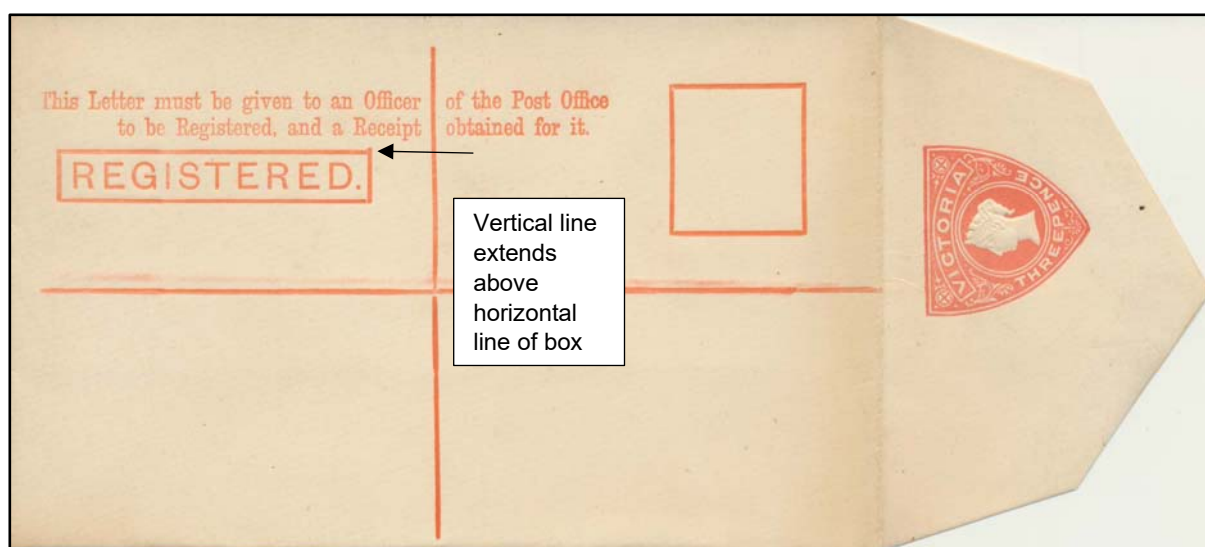 This Letter must be given to an Officer of the Post Office
to be Registered, and a Receipt obtained for it.
REGISTERED.
Vertical line
extends
above
horizontal
line of box
VICTORIA
THREEPENCE